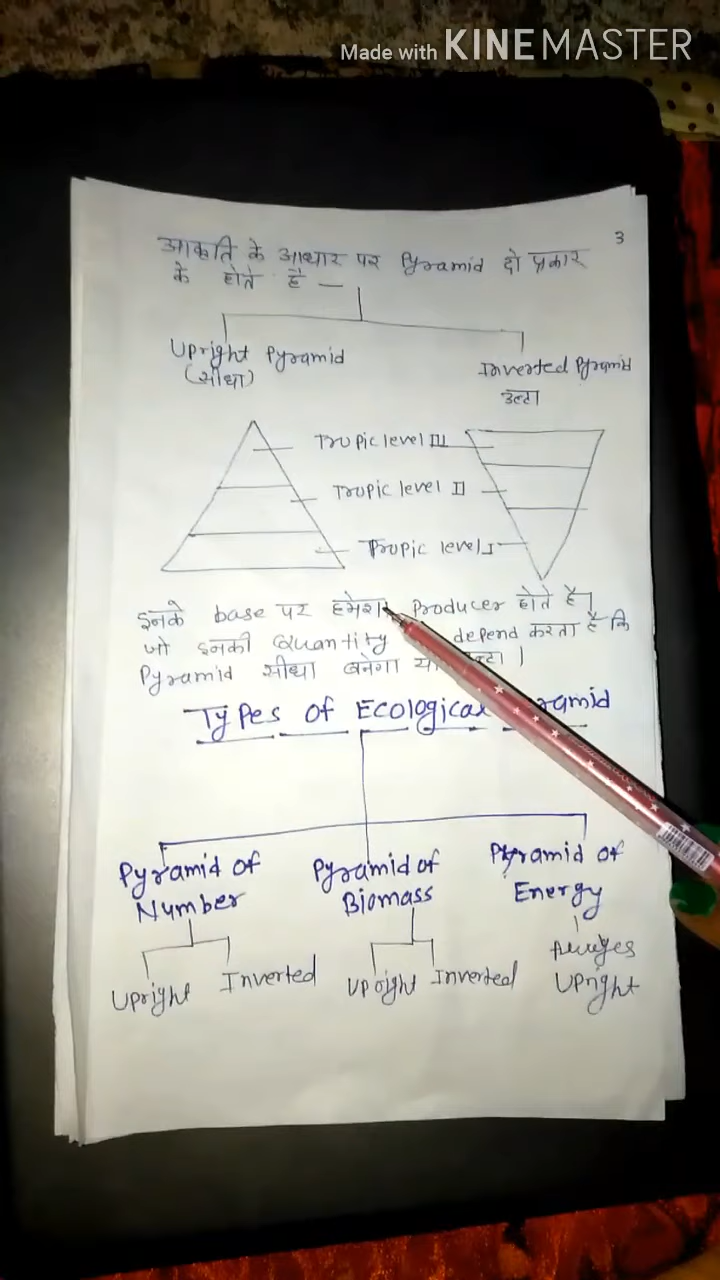 Made with KINEMASTER
3
आकृति के आधार पर Pyramid दो प्रकार
के होते है —
Upright Pyramid
(सीधा)
Inverted Pyramid
उल्टा
Tropic level III
Tropic level II
Tropic level I
इनके base पर हमेशा Producer होते है।
जो इनकी Quantity depend करता है कि
Pyramid सीधा बनेगा या उल्टा।
Types of Ecological Pyramid
Pyramid of Number
Pyramid of Biomass
Pyramid of Energy
Upright
Inverted
Upright
Inverted
Upright